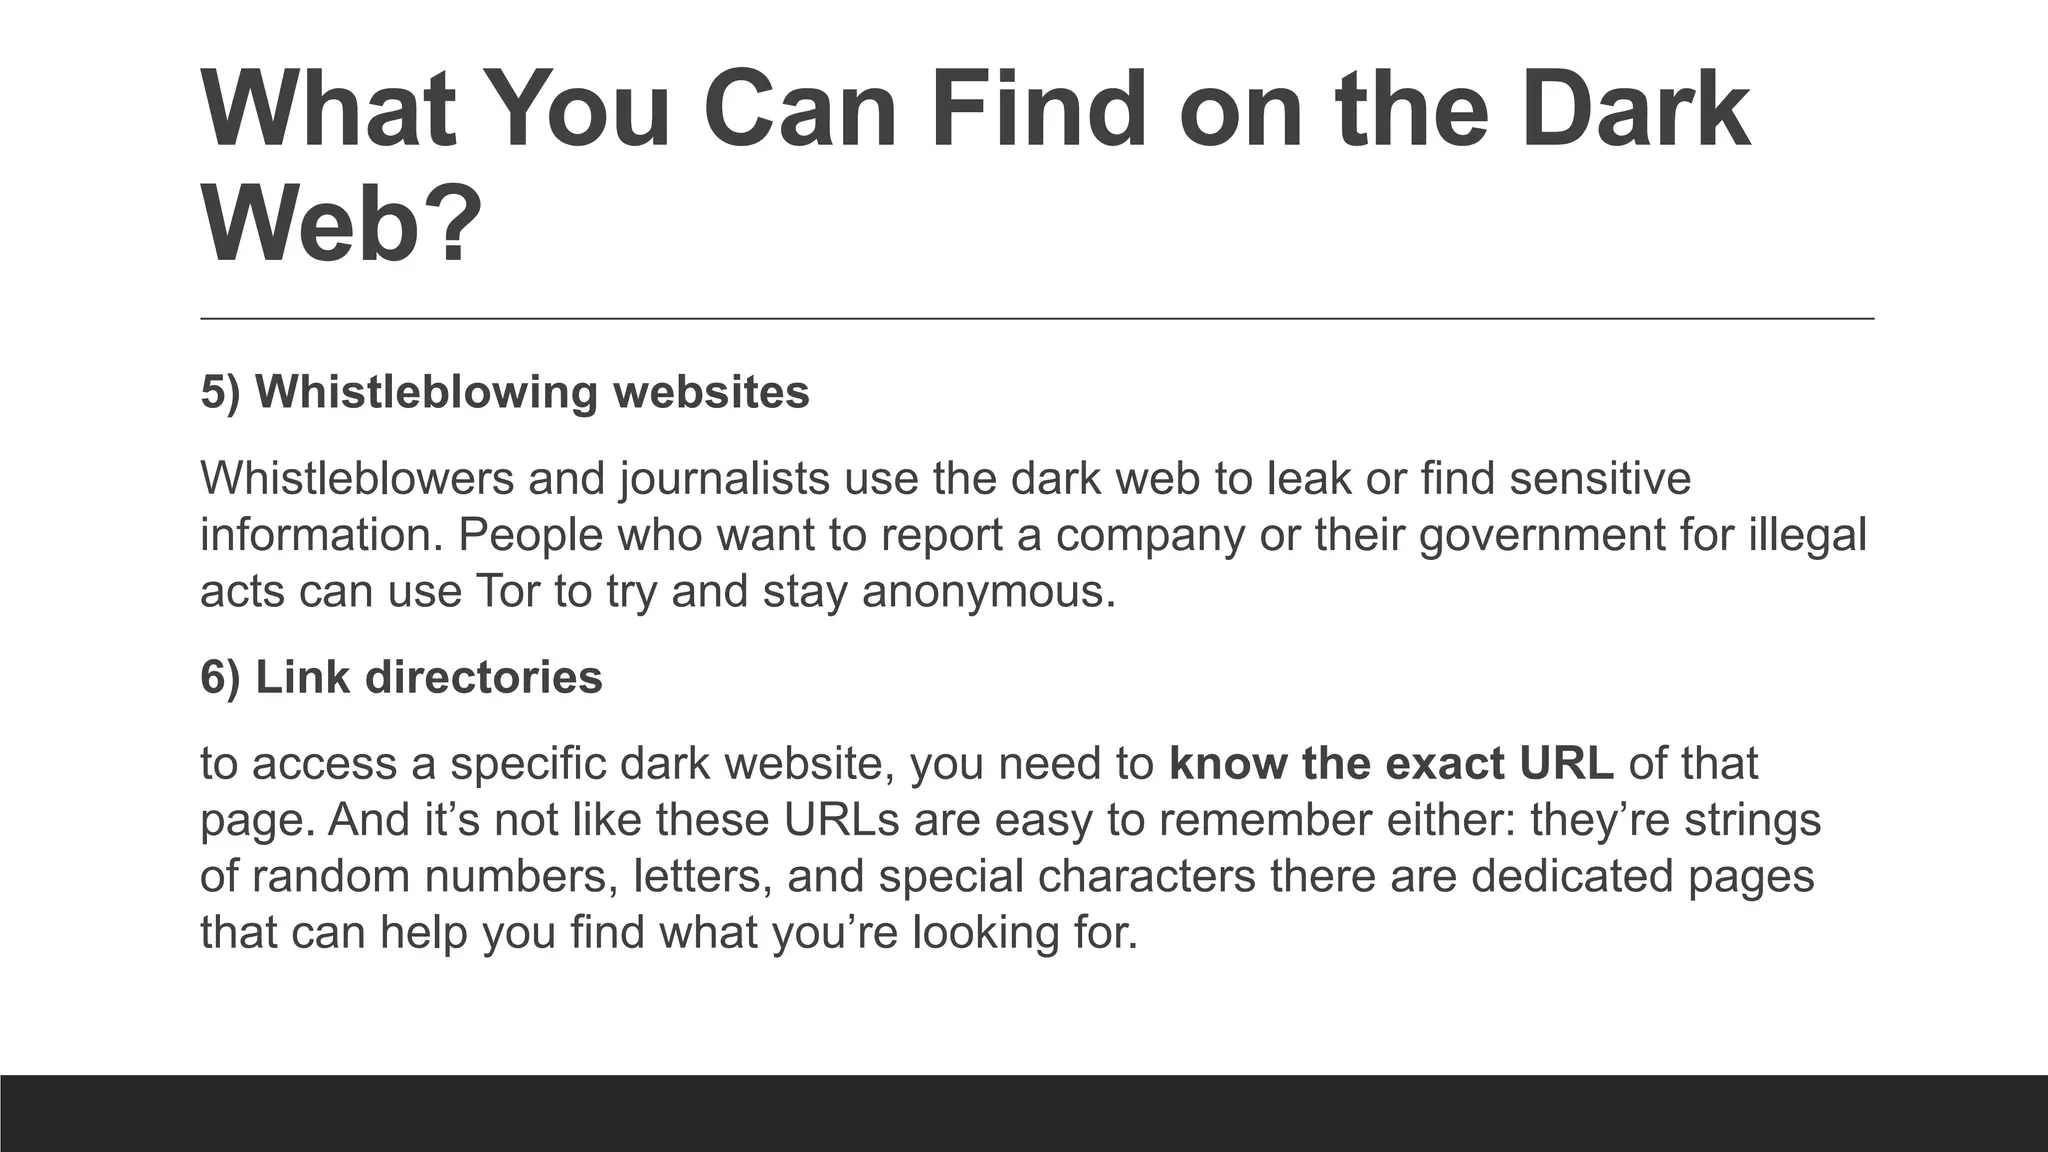 What You Can Find on the Dark
Web?
5) Whistleblowing websites
Whistleblowers and journalists use the dark web to leak or find sensitive
information. People who want to report a company or their government for illegal
acts can use Tor to try and stay anonymous.
6) Link directories
to access a specific dark website, you need to know the exact URL of that
page. And it’s not like these URLs are easy to remember either: they’re strings
of random numbers, letters, and special characters there are dedicated pages
that can help you find what you’re looking for.